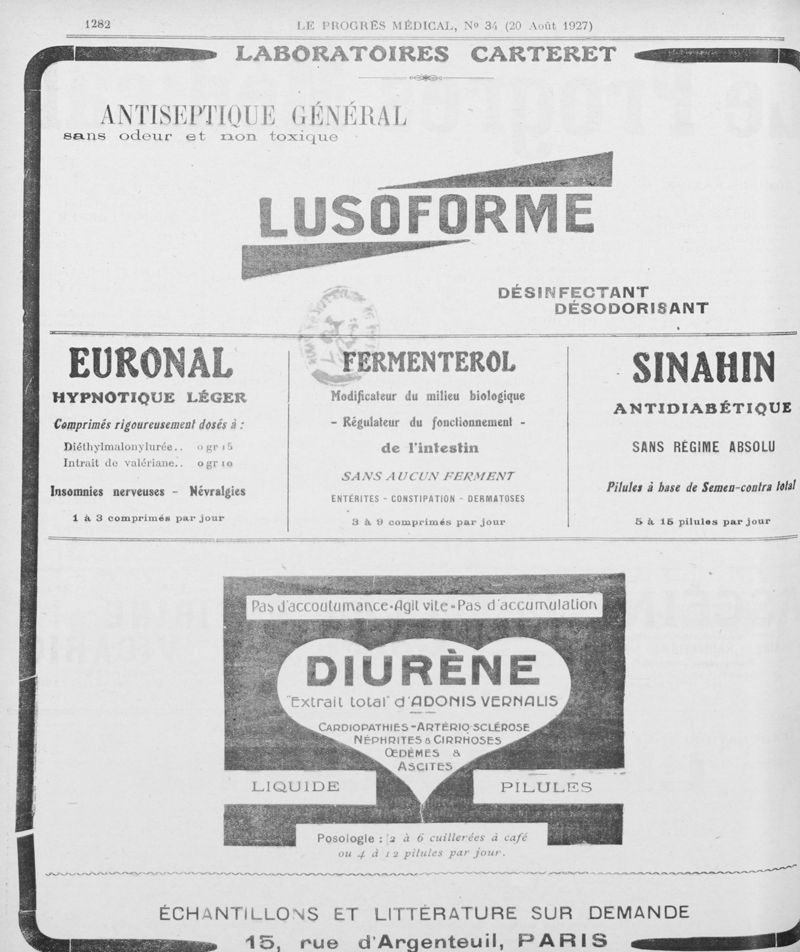 1282
LE PROGRÈS MÉDICAL, No 34 (20 Août 1927)
LABORATOIRES CARTERET
ANTISEPTIQUE GÉNÉRAL
sans odeur et non toxique
LUSOFORME
DÉSINFECTANT
DÉSODORISANT
EURONAL
HYPNOTIQUE LÉGER
Comprimés rigoureusement dosés à :
Diéthylmalonylurée.. 0 gr 15
Intrait de valériane.. 0 gr 10
Insomnies nerveuses - Névralgies
1 à 3 comprimés par jour
FERMENTEROL
Modificateur du milieu biologique
- Régulateur du fonctionnement -
de l'intestin
SANS AUCUN FERMENT
ENTÉRITES - CONSTIPATION - DERMATOSES
3 à 9 comprimés par jour
SINAHIN
ANTIDIABÉTIQUE
SANS RÉGIME ABSOLU
Pilules à base de Semen-contra total
5 à 15 pilules par jour
Pas d'accoutumance-Agit vite-Pas d'accumulation
DIURÈNE
"Extrait total" d'ADONIS VERNALIS
CARDIOPATHIES-ARTÉRIO SCLÉROSE
NÉPHRITES & CIRRHOSES
ŒDÈMES &
ASCITES
LIQUIDE
PILULES
Posologie : 2 à 6 cuillerées à café
ou 4 à 12 pilules par jour.
ÉCHANTILLONS ET LITTÉRATURE SUR DEMANDE
15, rue d'Argenteuil, PARIS